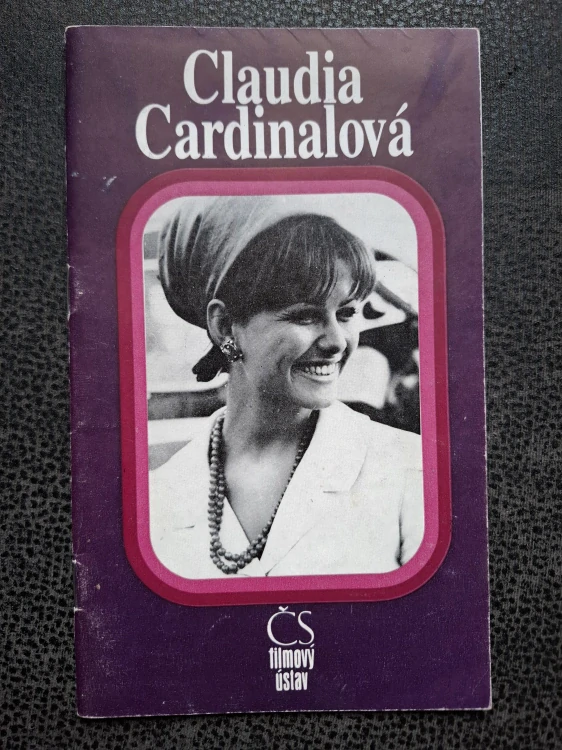 Claudia
Cardinalová
ČS
filmový
ústav